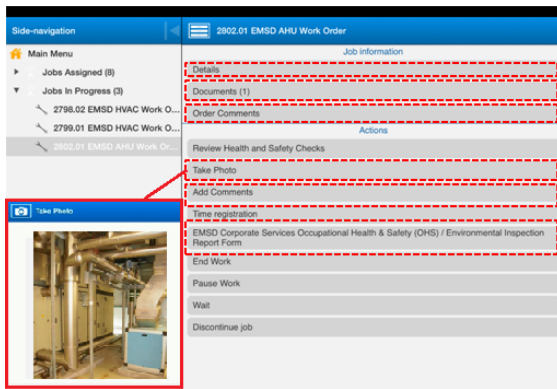 Side-navigation
Main Menu
Jobs Assigned (8)
Jobs In Progress (3)
2798.02 EMSD HVAC Work O...
2799.01 EMSD HVAC Work O...
2802.01 EMSD AHU Work Or...
Take Photo
2802.01 EMSD AHU Work Order
Job information
Details
Documents (1)
Order Comments
Actions
Review Health and Safety Checks
Take Photo
Add Comments
Time registration
EMSD Corporate Services Occupational Health & Safety (OHS) / Environmental Inspection
Report Form
End Work
Pause Work
Wait
Discontinue job